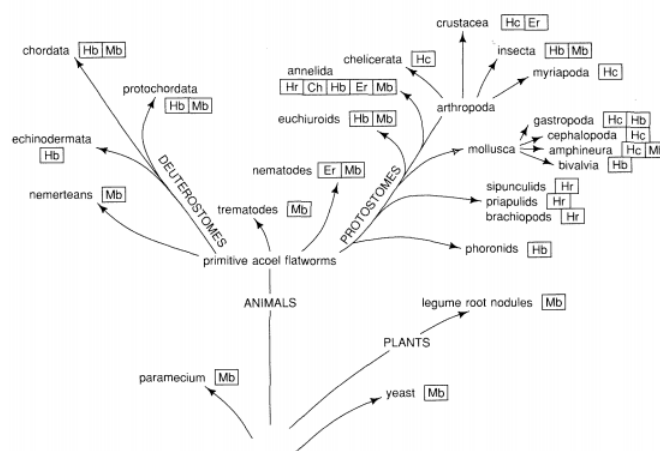 crustacea Hc Er
chordata Hb Mb
insecta Hb Mb
chelicerata Hc
annelida
myriapoda Hc
protochordata
Hr Ch Hb Er Mb
Hb Mb
arthropoda
gastropoda Hc Hb
euchiuroids Hb Mb
cephalopoda Hc
echinodermata
mollusca
amphineura Hc M
Hb
bivalvia Hb
DEUTEROSTOMES
nematodes Er Mb
PROTOSTOMES
sipunculids Hr
nemerteans Mb
priapulids Hr
trematodes Mb
brachiopods Hr
primitive acoel flatworms
phoronids Hb
ANIMALS
legume root nodules Mb
PLANTS
paramecium Mb
yeast Mb